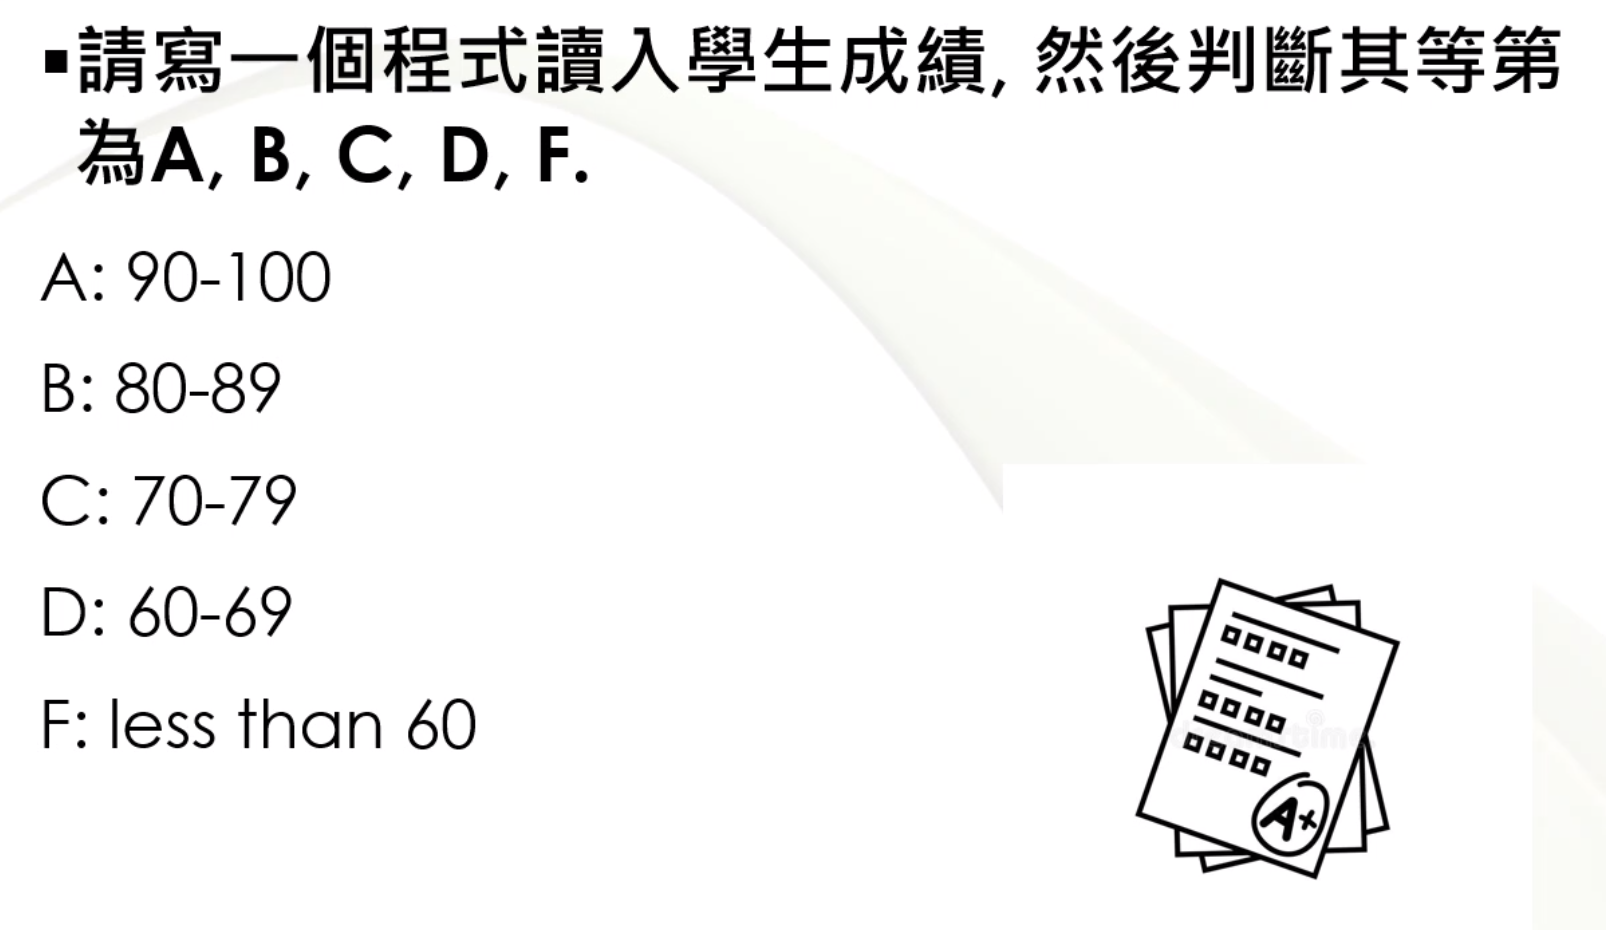 ▪請寫一個程式讀入學生成績, 然後判斷其等第
為A, B, C, D, F.
A: 90-100
B: 80-89
C: 70-79
D: 60-69
F: less than 60
A+